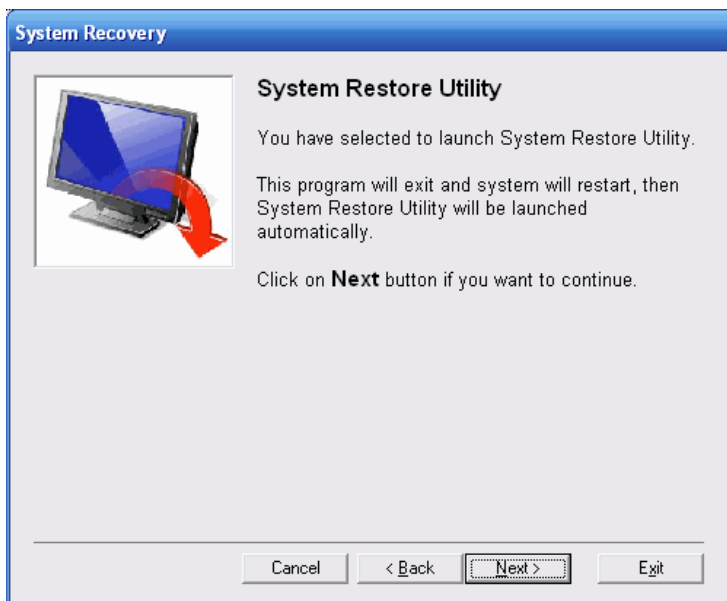 System Recovery
System Restore Utility
You have selected to launch System Restore Utility.
This program will exit and system will restart, then
System Restore Utility will be launched
automatically.
Click on Next button if you want to continue.
Cancel
< Back
Next >
Exit